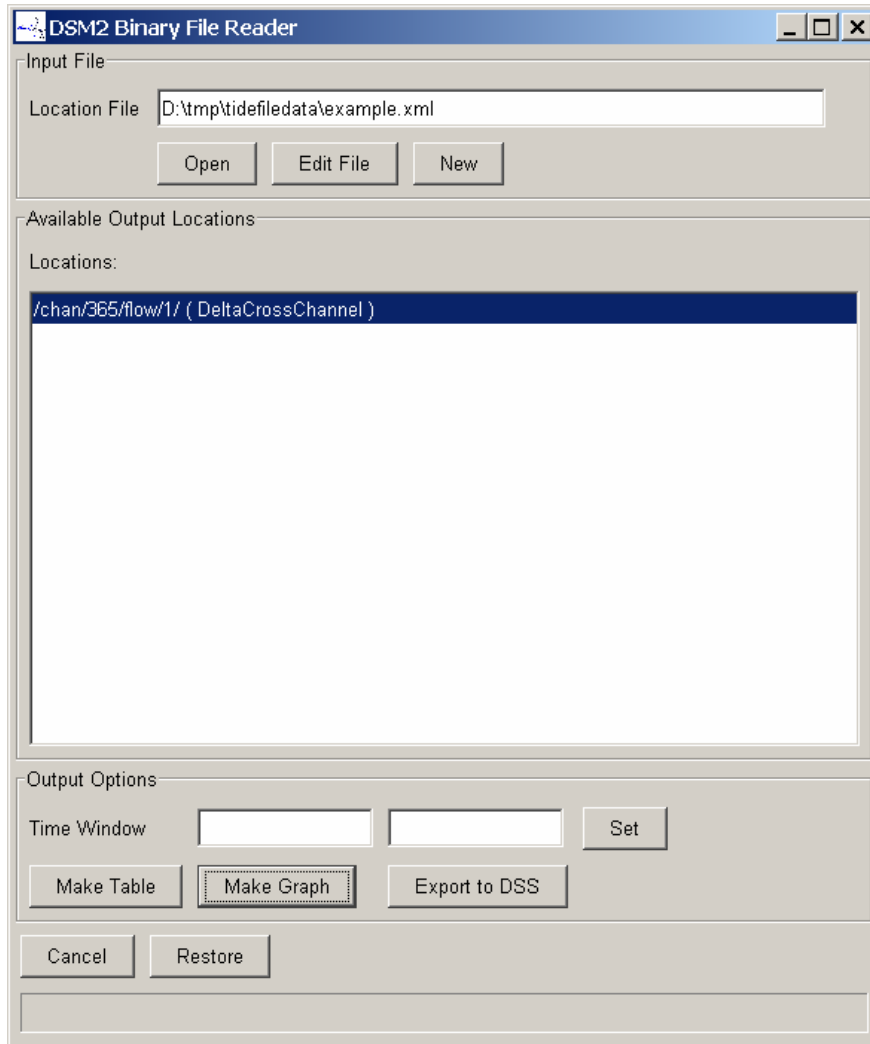 DSM2 Binary File Reader
Input File
Location File D:\tmp\tidefiledata\example.xml
Open Edit File New
Available Output Locations
Locations:
/chan/365/flow/1/ ( DeltaCrossChannel )
Output Options
Time Window Set
Make Table Make Graph Export to DSS
Cancel Restore